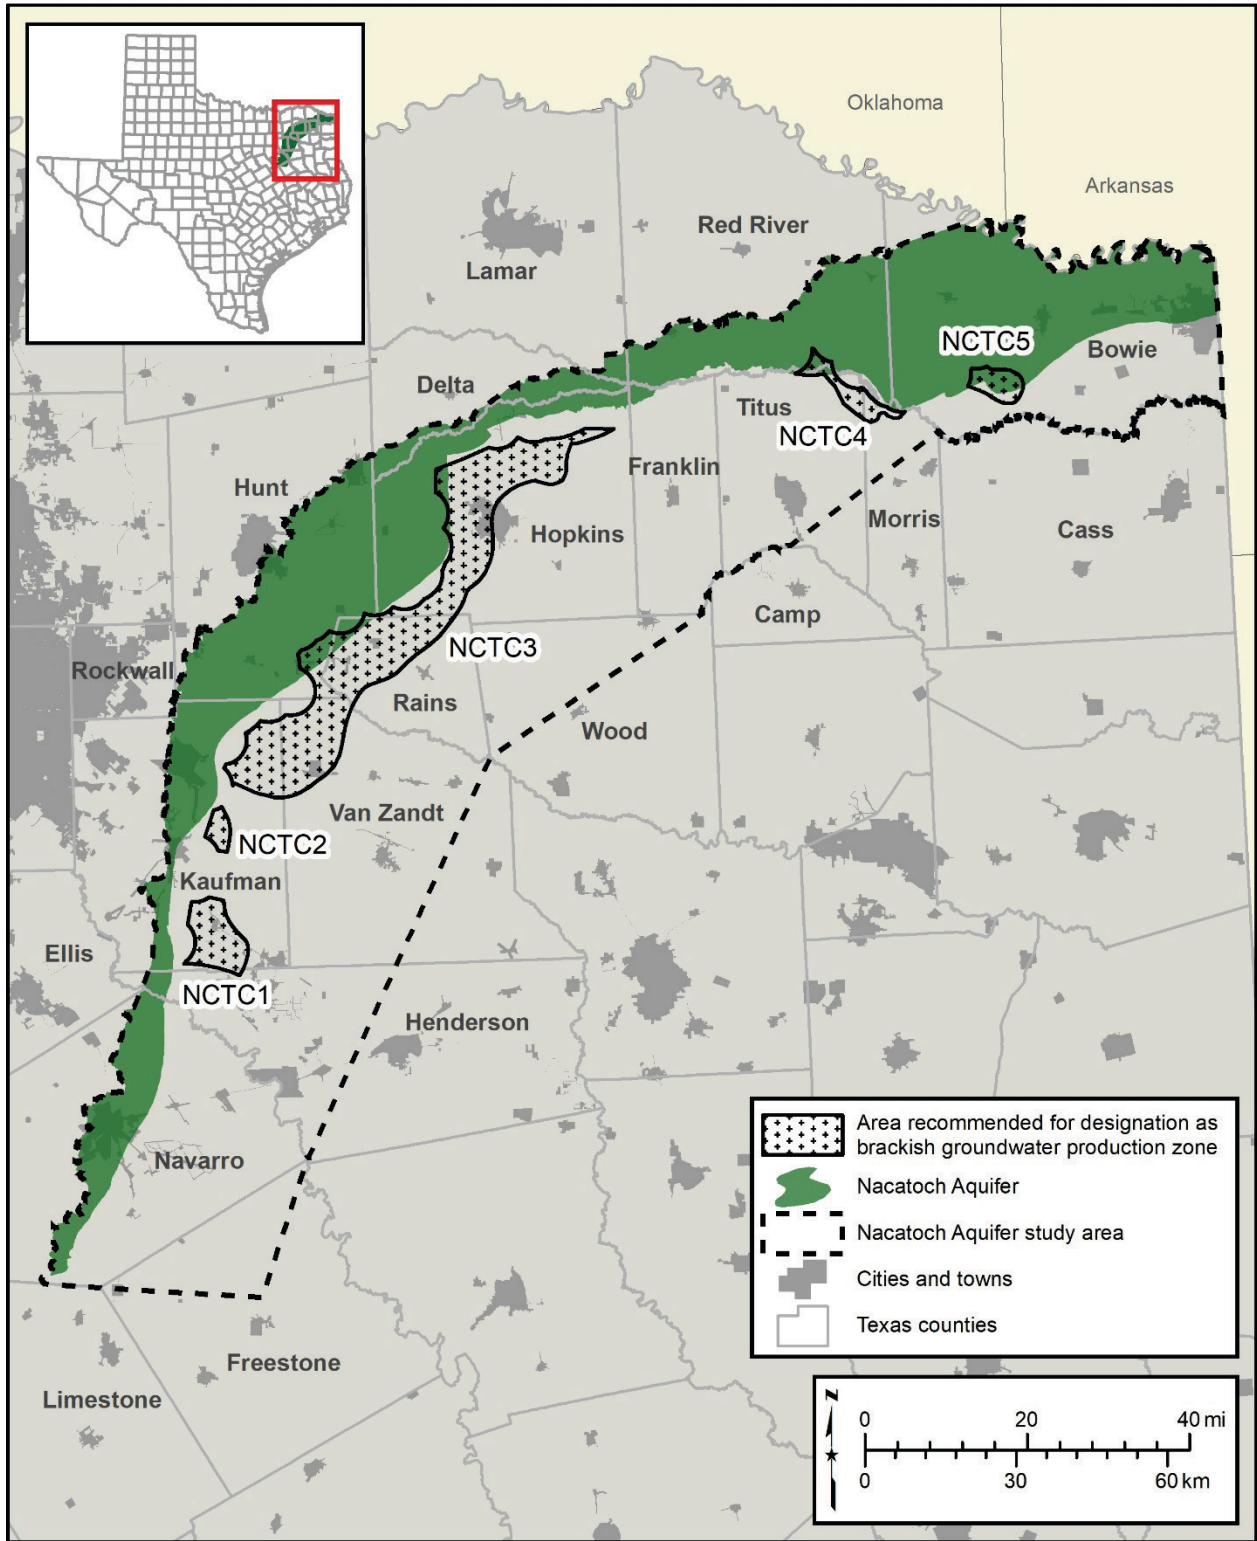 Oklahoma
Arkansas
Red River
Lamar
NCTC5
Bowie
Delta
Titus
NCTC4
Franklin
Hunt
Morris
Hopkins
Cass
Camp
NCTC3
Rockwall
Rains
Wood
Van Zandt
NCTC2
Kaufman
Ellis
NCTC1
Henderson
Navarro
Freestone
Limestone
Area recommended for designation as
brackish groundwater production zone
Nacatoch Aquifer
Nacatoch Aquifer study area
Cities and towns
Texas counties
N
0 20 40 mi
0 30 60 km